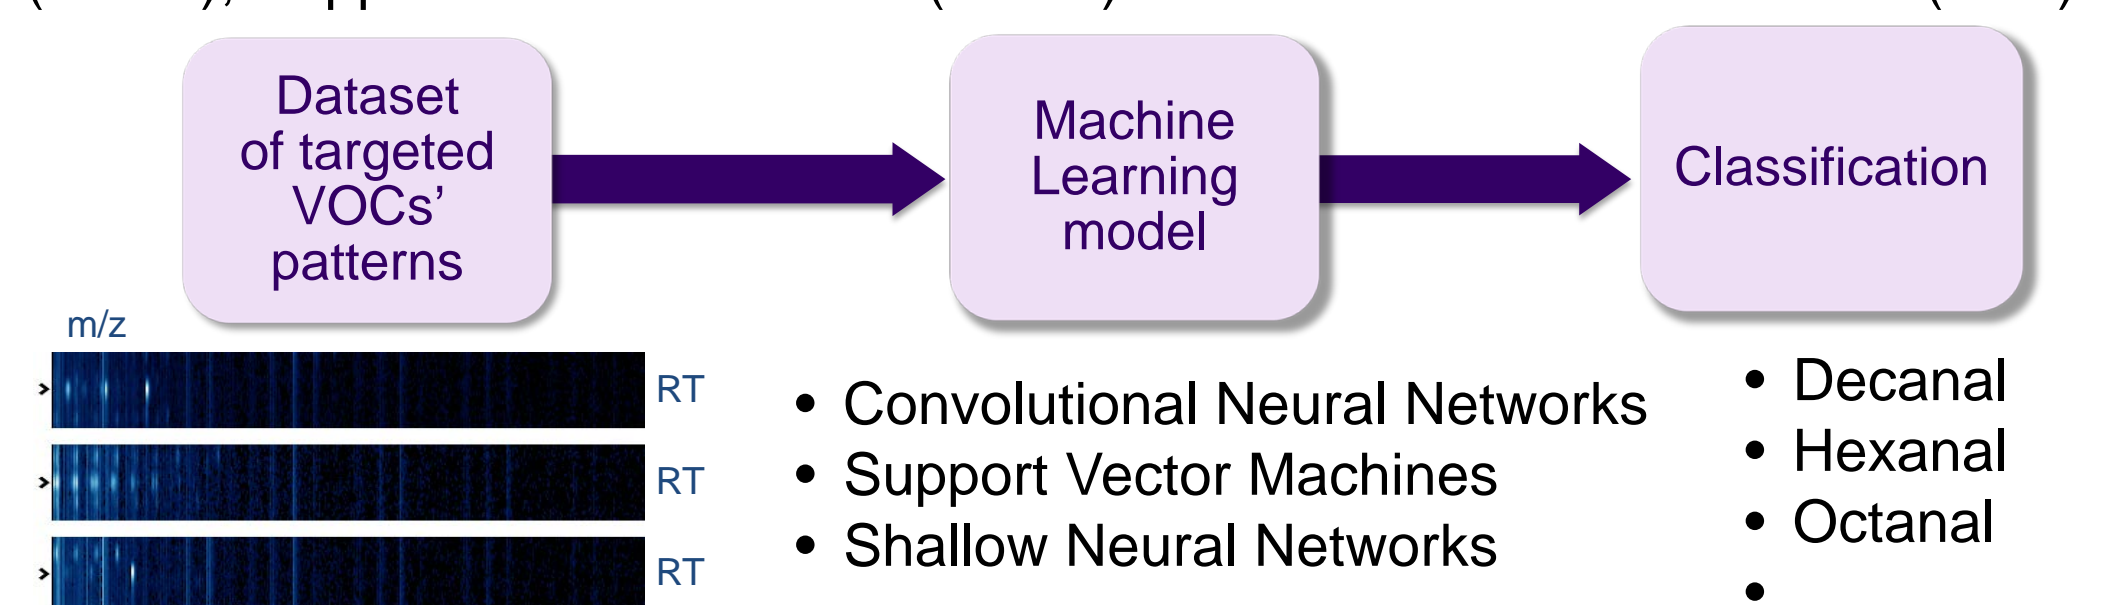 Dataset
of targeted
VOCs’
patterns
Machine
Learning
model
Classification
m/z
RT
RT
RT
• Convolutional Neural Networks
• Support Vector Machines
• Shallow Neural Networks
• Decanal
• Hexanal
• Octanal
•